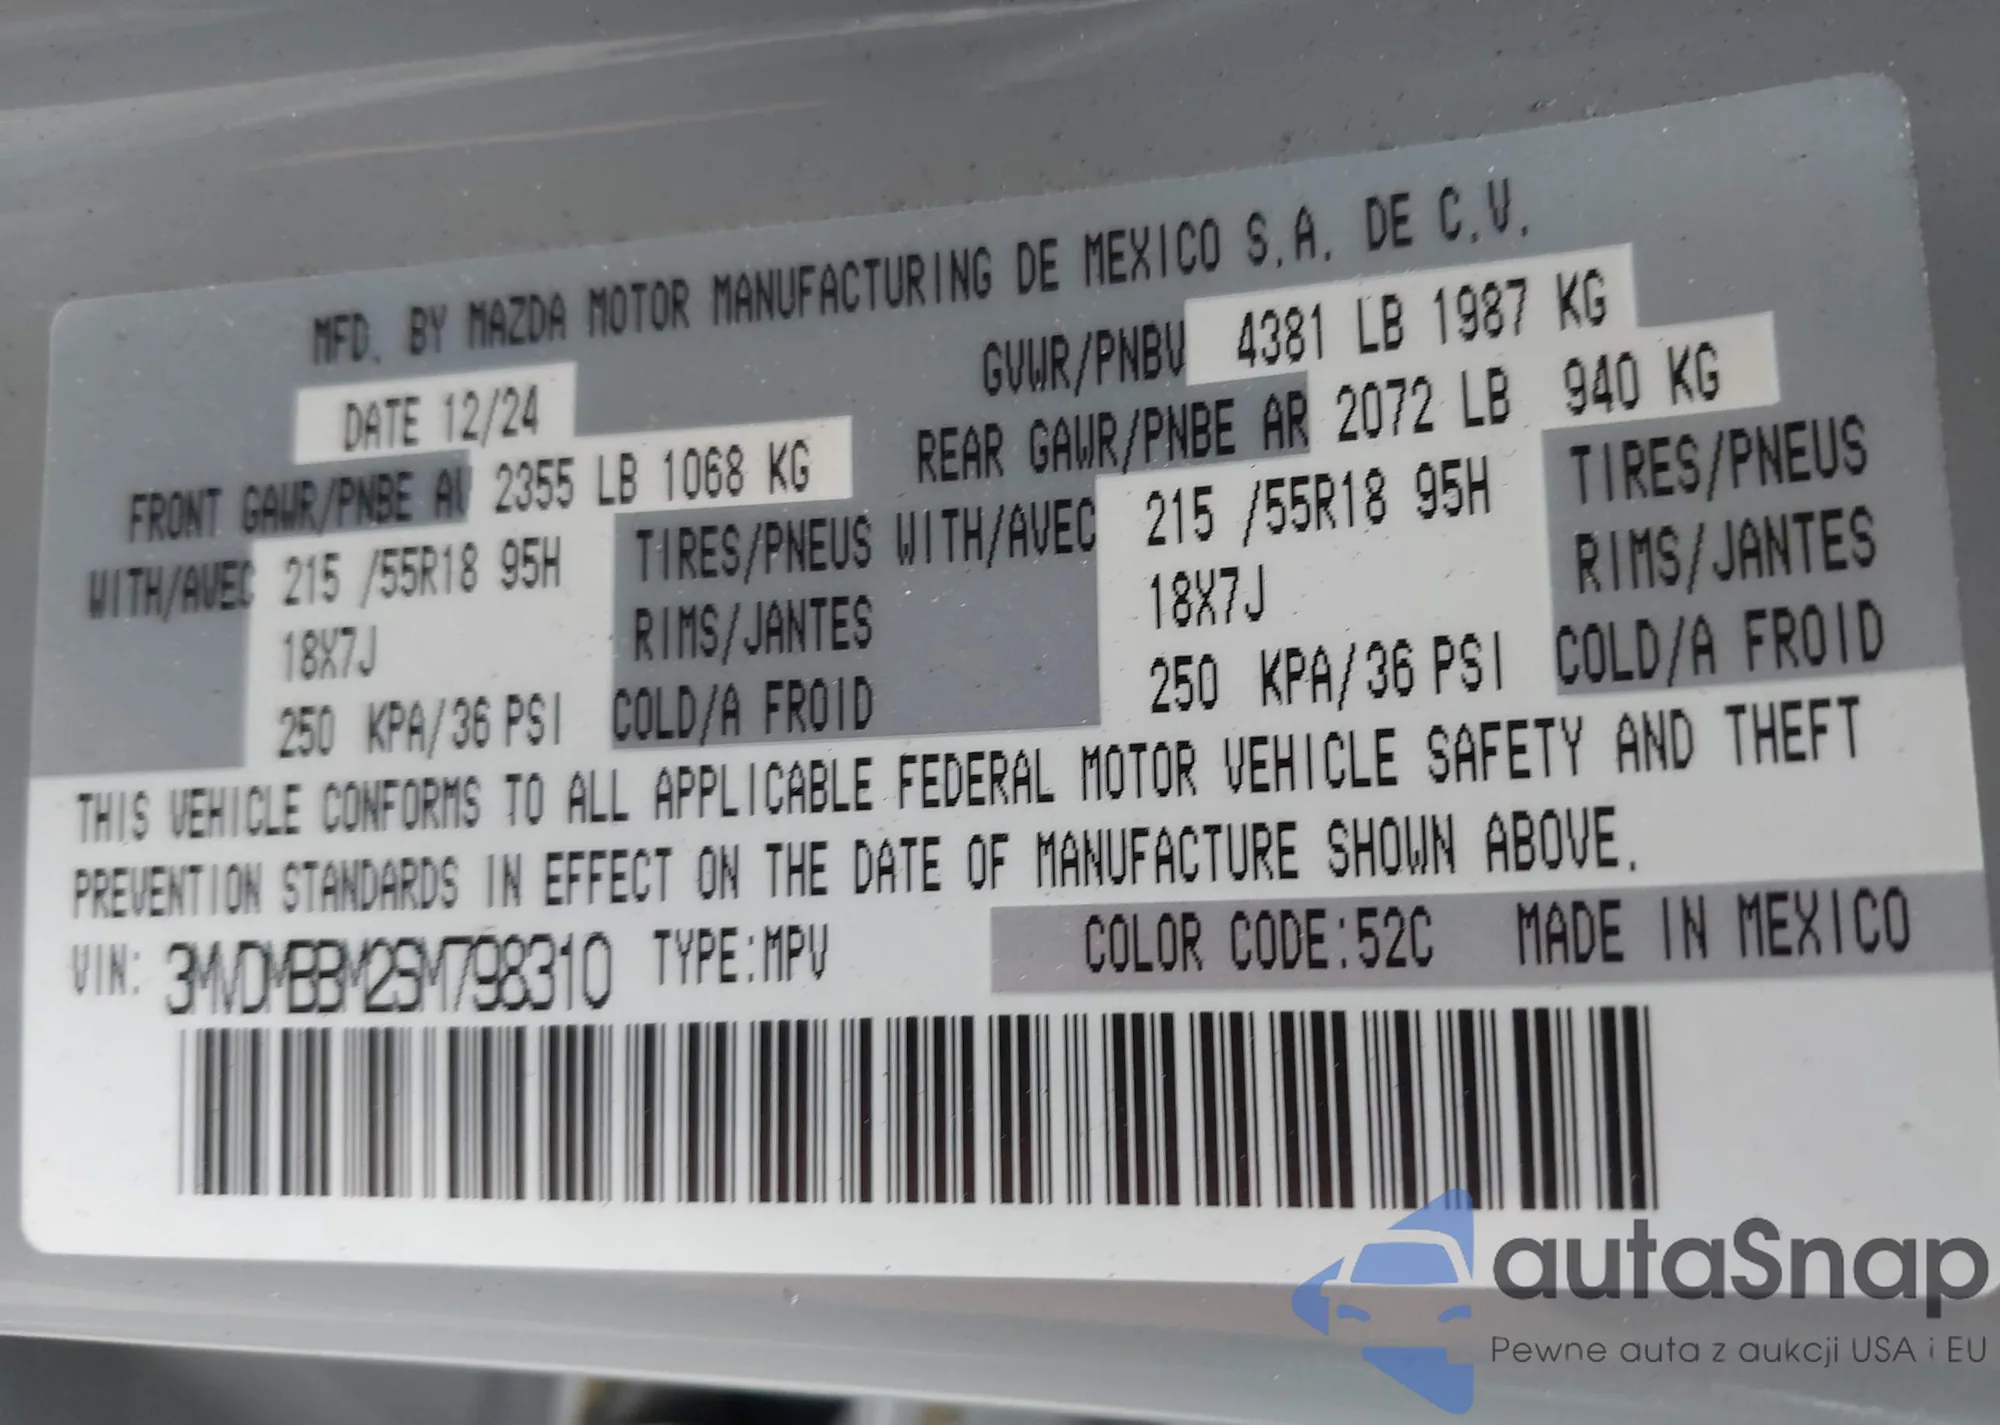 MFD. BY MAZDA MOTOR MANUFACTURING DE MEXICO S.A. DE C.V.
DATE 12/24
GVWR/PNBV 4381 LB 1987 KG
FRONT GAWR/PNBE AV 2355 LB 1068 KG
REAR GAWR/PNBE AR 2072 LB 940 KG
WITH/AVEC 215 /55R18 95H TIRES/PNEUS
WITH/AVEC 215 /55R18 95H TIRES/PNEUS
18X7J RIMS/JANTES
18X7J RIMS/JANTES
250 KPA/36 PSI COLD/A FROID
250 KPA/36 PSI COLD/A FROID
THIS VEHICLE CONFORMS TO ALL APPLICABLE FEDERAL MOTOR VEHICLE SAFETY AND THEFT
PREVENTION STANDARDS IN EFFECT ON THE DATE OF MANUFACTURE SHOWN ABOVE.
VIN: 3MVDMBBM2SM798310 TYPE:MPV COLOR CODE:52C MADE IN MEXICO
autaSnap
Pewne auta z aukcji USA i EU